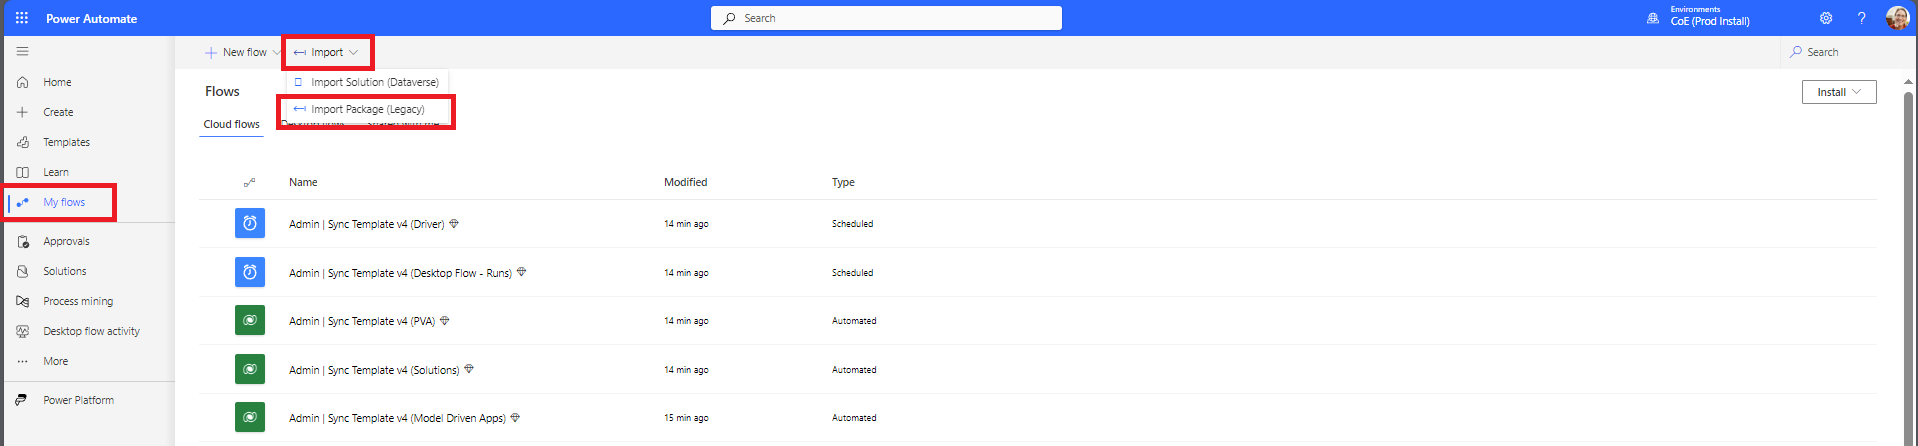 Power Automate
Search
Environments
CoE (Prod Install)
?
New flow
Import
Search
Import Solution (Dataverse)
Import Package (Legacy)
Home
Create
Templates
Learn
My flows
Approvals
Solutions
Process mining
Desktop flow activity
More
Power Platform
Flows
Install
Cloud flows
Name Modified Type
Admin | Sync Template v4 (Driver) 14 min ago Scheduled
Admin | Sync Template v4 (Desktop Flow - Runs) 14 min ago Scheduled
Admin | Sync Template v4 (PVA) 14 min ago Automated
Admin | Sync Template v4 (Solutions) 14 min ago Automated
Admin | Sync Template v4 (Model Driven Apps) 15 min ago Automated